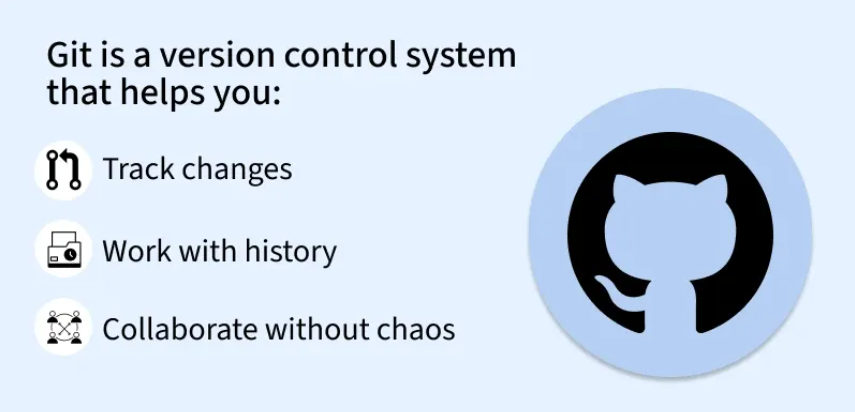 Git is a version control system
that helps you:
Track changes
Work with history
Collaborate without chaos